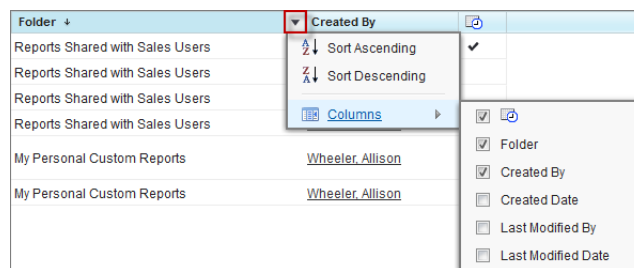 Folder ↓ Created By
Reports Shared with Sales Users
Sort Ascending
Reports Shared with Sales Users
Sort Descending
Reports Shared with Sales Users
Reports Shared with Sales Users
Columns
Folder
My Personal Custom Reports Wheeler, Allison
Created By
My Personal Custom Reports Wheeler, Allison
Created Date
Last Modified By
Last Modified Date